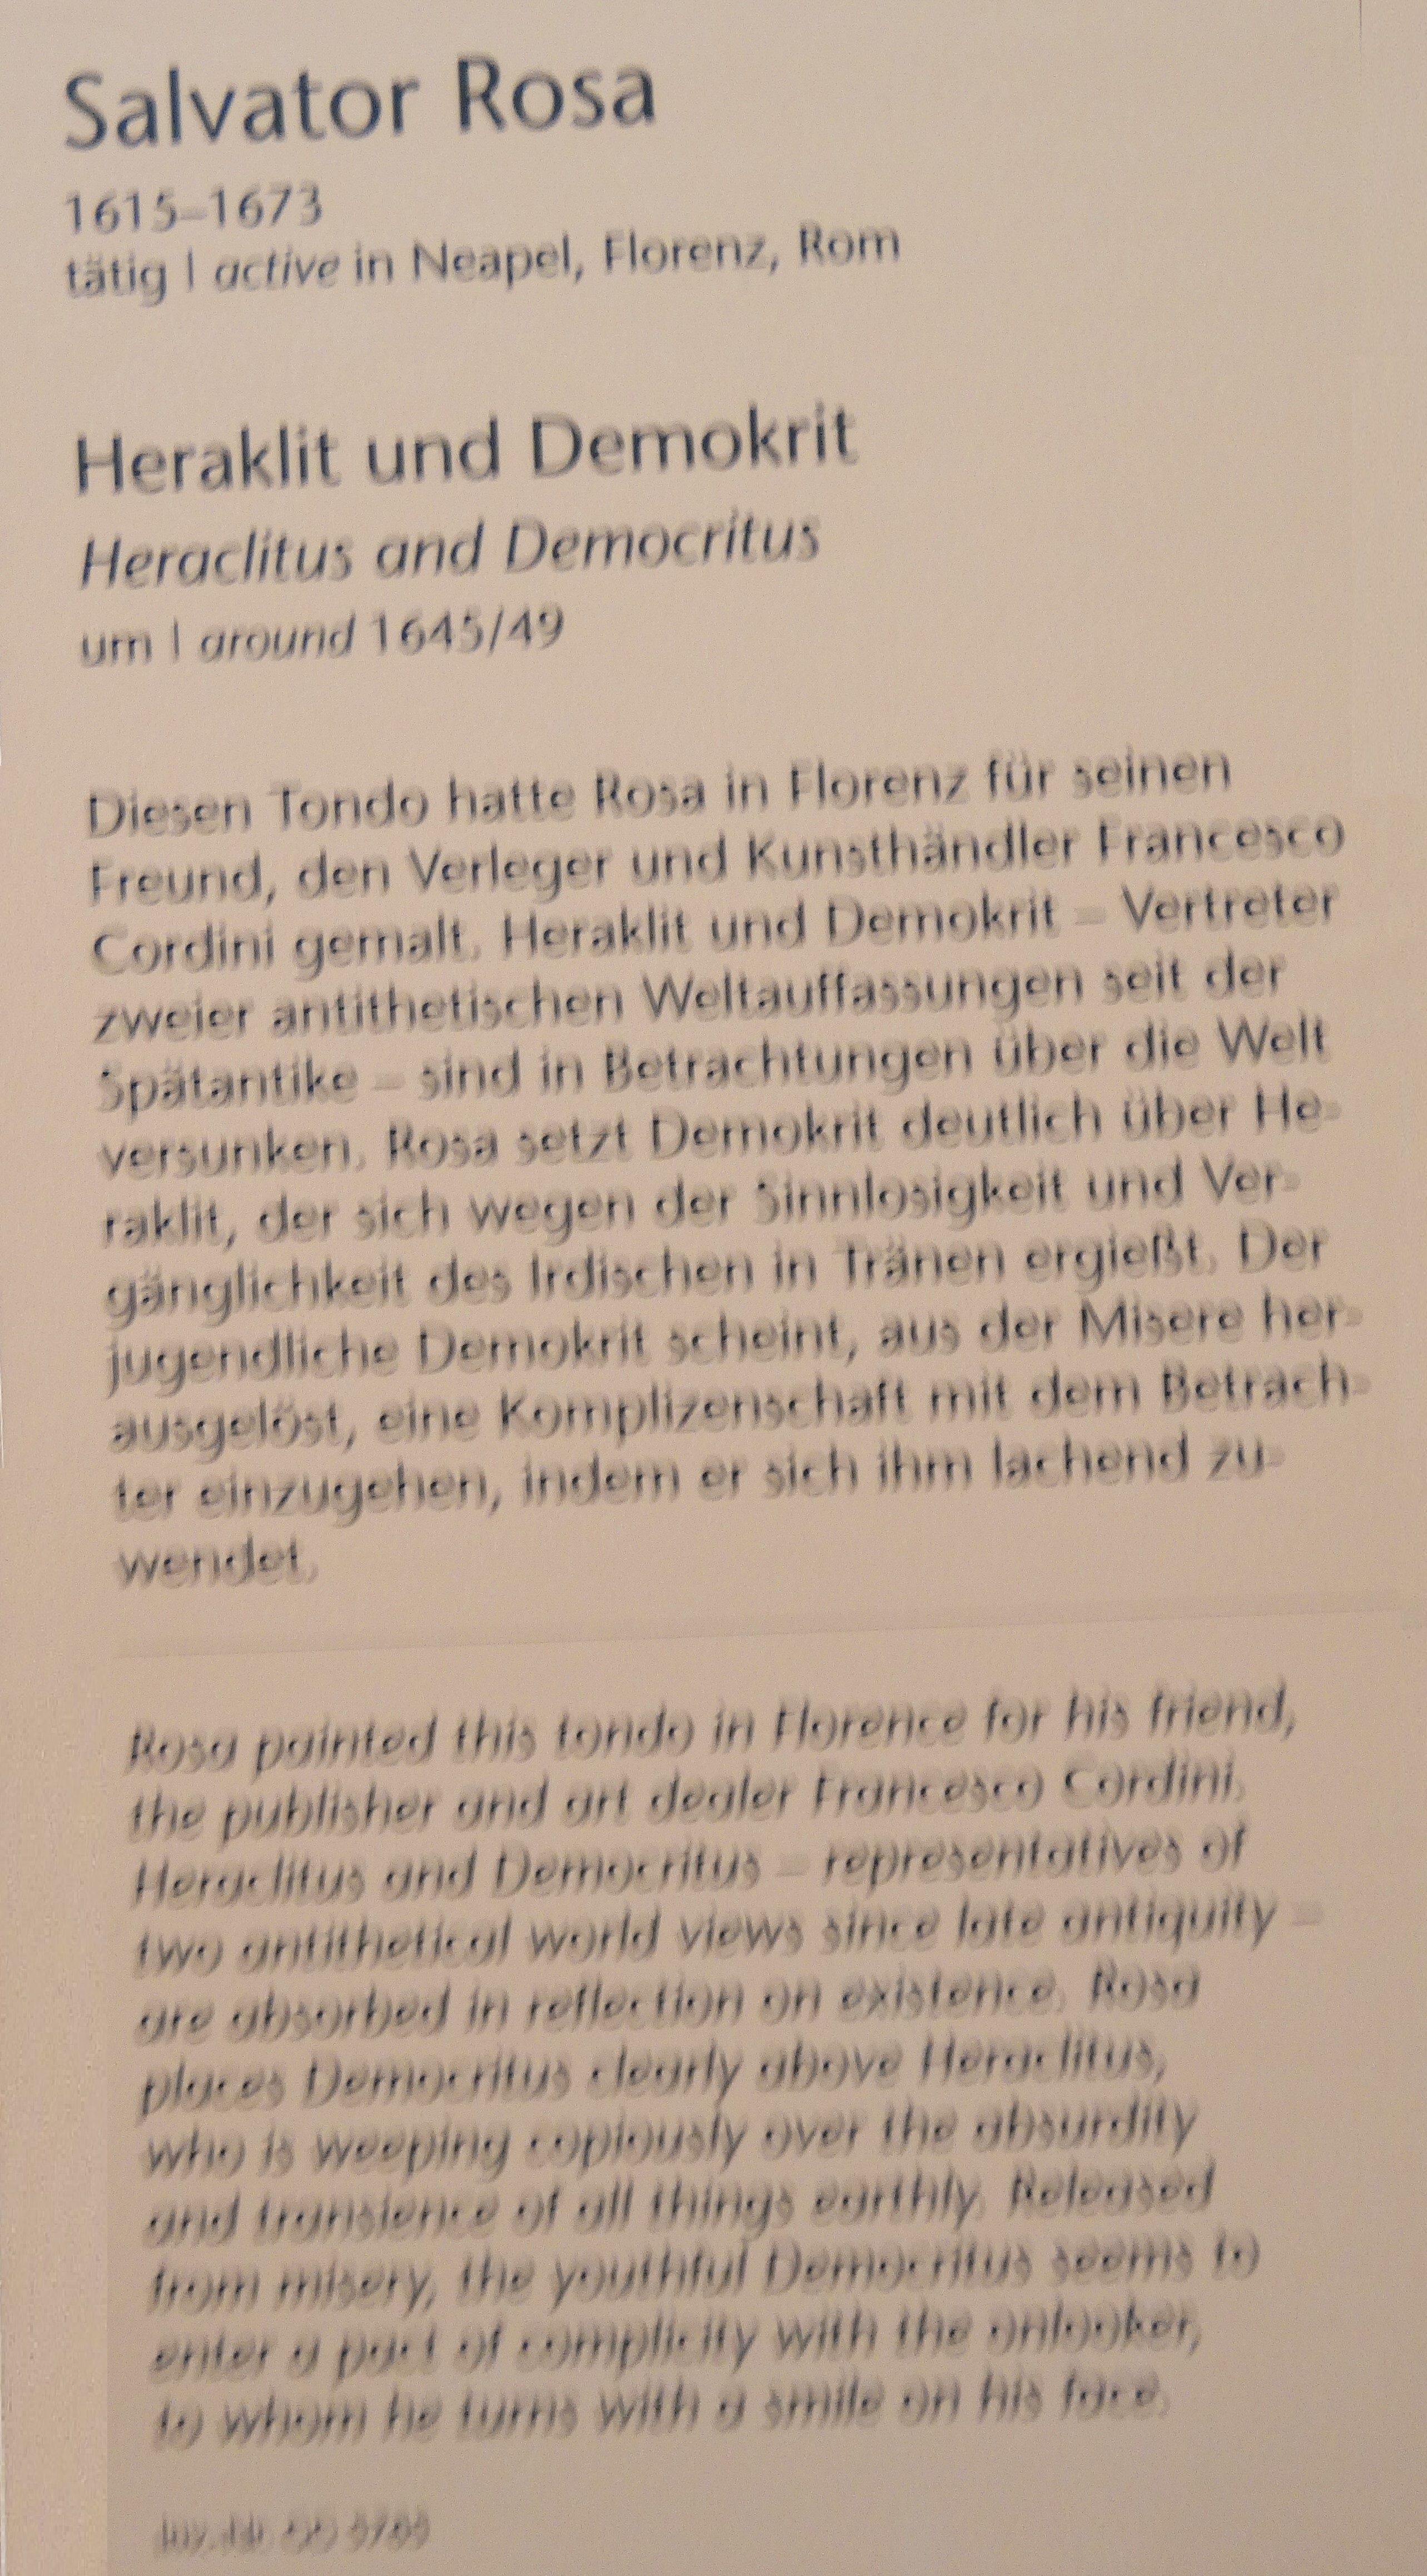 Salvator Rosa
1615–1673
tätig | active in Neapel, Florenz, Rom
Heraklit und Demokrit
Heraclitus and Democritus
um | around 1645/49
Diesen Tondo hatte Rosa in Florenz für seinen
Freund, den Verleger und Kunsthändler Francesco
Cordini gemalt. Heraklit und Demokrit – Vertreter
zweier antithetischen Weltauffassungen seit der
Spätantike – sind in Betrachtungen über die Welt
versunken. Rosa setzt Demokrit deutlich über He-
raklit, der sich wegen der Sinnlosigkeit und Ver-
gänglichkeit des Irdischen in Tränen ergießt. Der
jugendliche Demokrit scheint, aus der Misere her-
ausgelöst, eine Komplizenschaft mit dem Betrach-
ter einzugehen, indem er sich ihm lachend zu-
wendet.
Rosa painted this tondo in Florence for his friend,
the publisher and art dealer Francesco Cordini.
Heraclitus and Democritus – representatives of
two antithetical world views since late antiquity –
are absorbed in reflection on existence. Rosa
places Democritus clearly above Heraclitus,
who is weeping copiously over the absurdity
and transience of all things earthly. Released
from misery, the youthful Democritus seems to
enter a pact of complicity with the onlooker,
to whom he turns with a smile on his face.